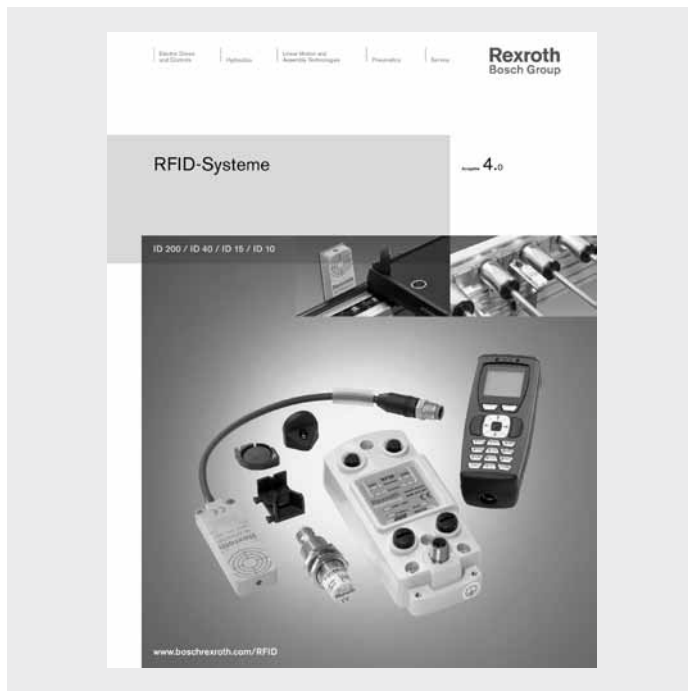 Electric Drives
and Controls
Hydraulics
Linear Motion and
Assembly Technologies
Pneumatics
Service
Rexroth
Bosch Group
RFID-Systeme
Ausgabe 4.0
ID 200 / ID 40 / ID 15 / ID 10
www.boschrexroth.com/RFID